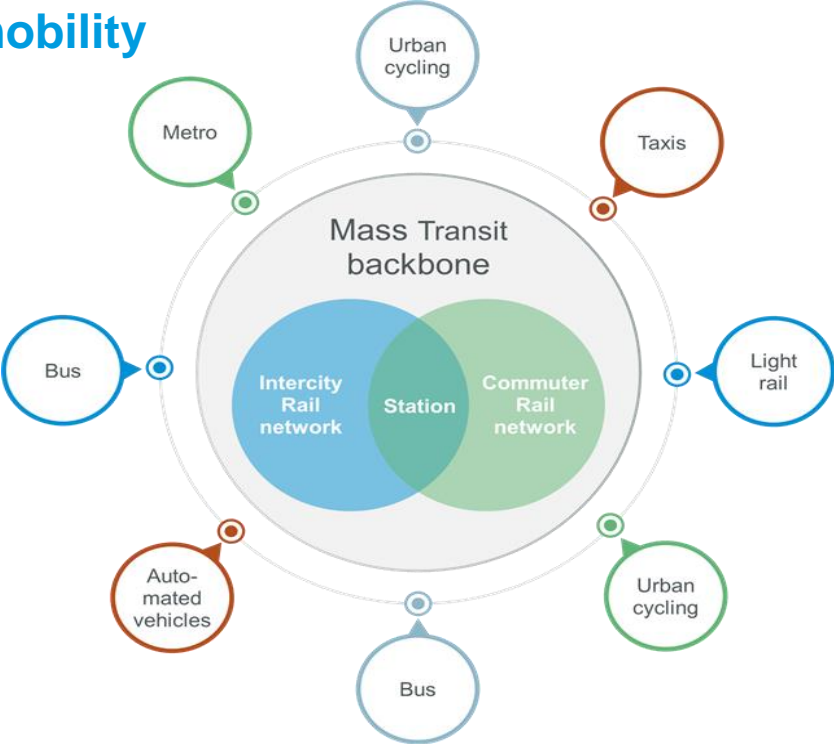 mobility
Urban
cycling
Metro
Taxis
Mass Transit
backbone
Bus
Intercity
Rail
network
Station
Commuter
Rail
network
Light
rail
Auto-
mated
vehicles
Urban
cycling
Bus